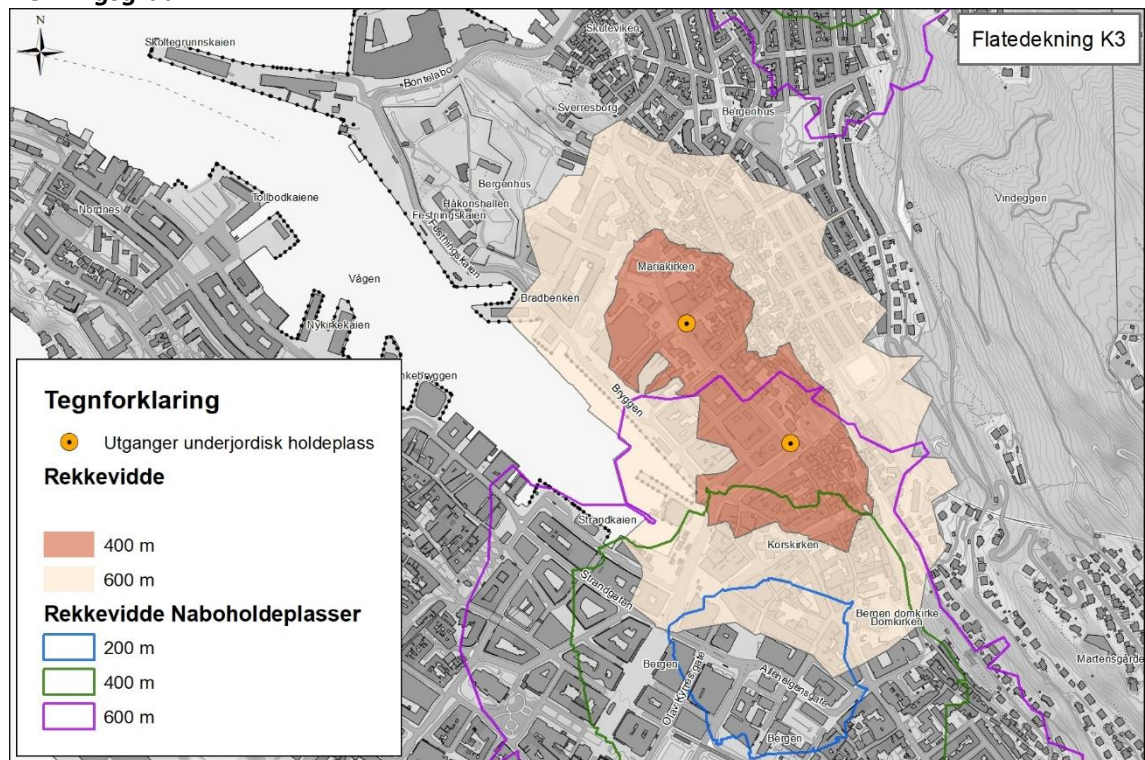 N
Flatedekning K3
Skoltegrunnskaien
Skuteviken
Bontelabo
Sverresborg
Bergenhus
Bergenhus
Håkonshallen
Festningskaien
Festningskaien
Vindeggen
Tollbodkaiene
Nordnes
Mariakirken
Vågen
Bradbenken
Nykirkekaien
kebryggen
Bryggen
Tegnforklaring
Utganger underjordisk holdeplass
Rekkevidde
400 m
600 m
Rekkevidde Naboholdeplasser
200 m
400 m
600 m
Strandkaien
Korskirken
Strandgaten
Bergen domkirke
Domkirken
Martensgården
Bergen
Allehelgensgate
Olav Kyrres gate
Bergen